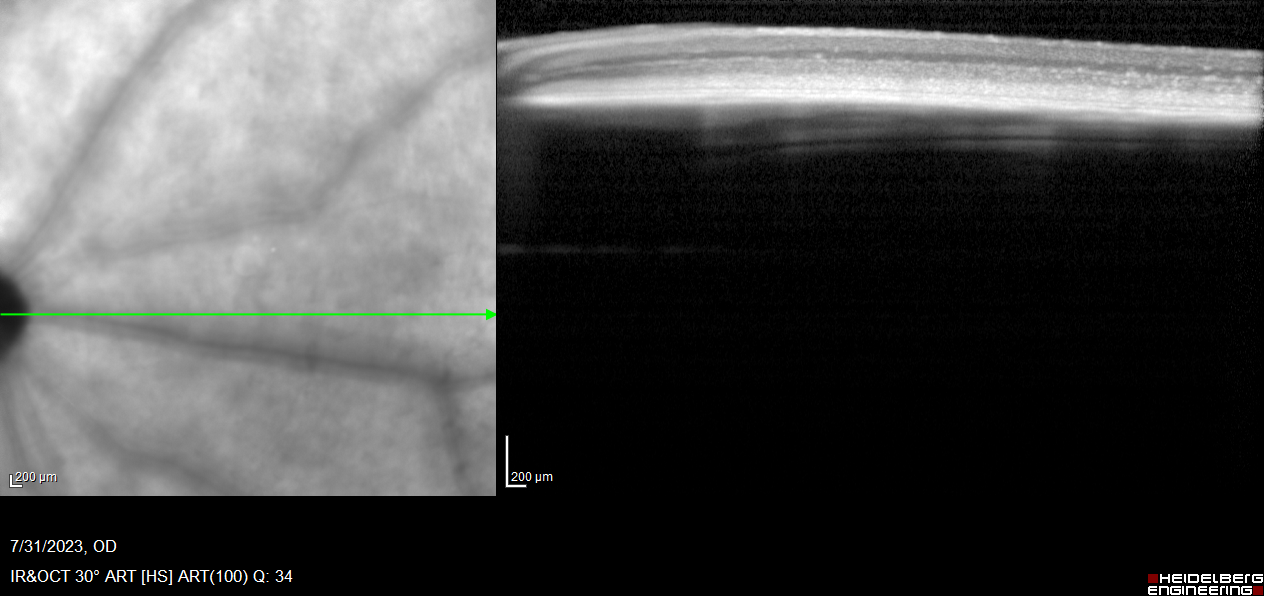 200 µm
200 µm
7/31/2023, OD
IR&OCT 30° ART [HS] ART(100) Q: 34
HEIDELBERG
ENGINEERING